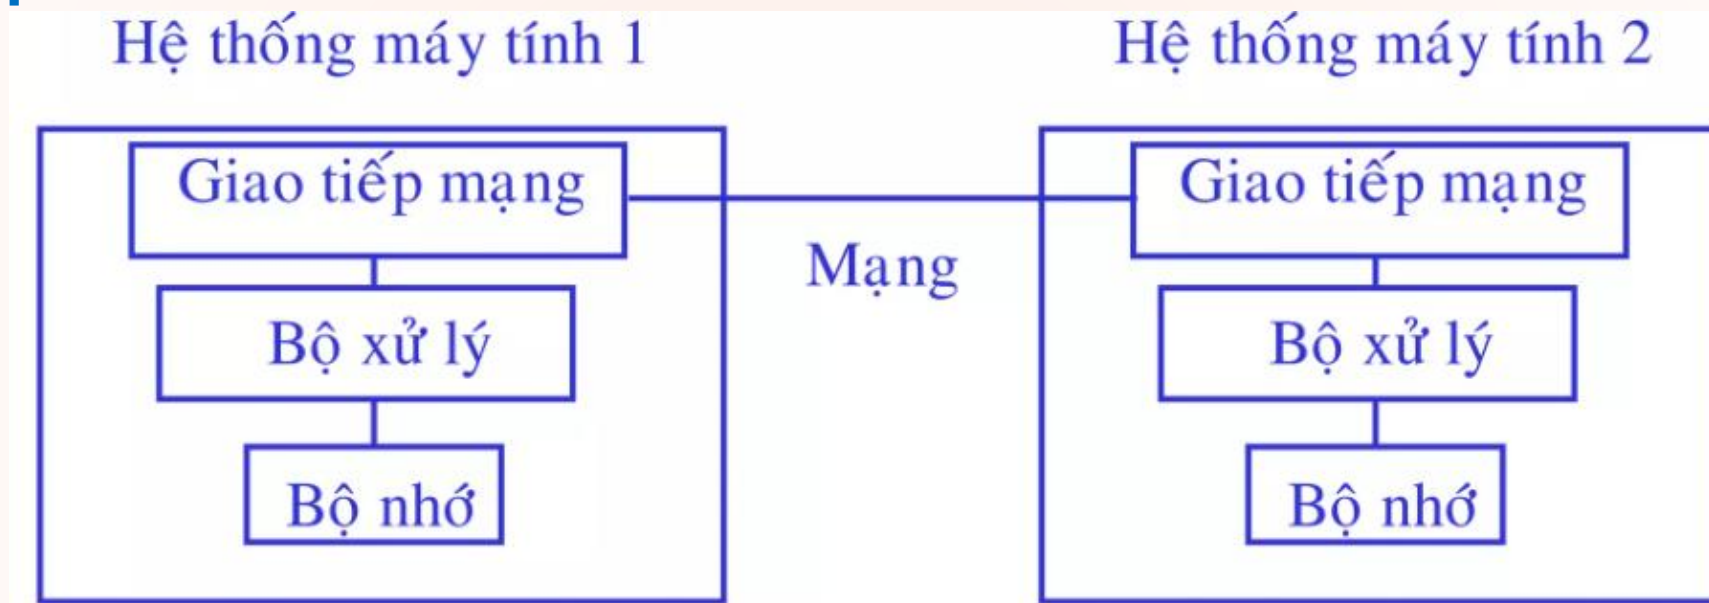 Hệ thống máy tính 1
Hệ thống máy tính 2
Giao tiếp mạng
Giao tiếp mạng
Mạng
Bộ xử lý
Bộ xử lý
Bộ nhớ
Bộ nhớ